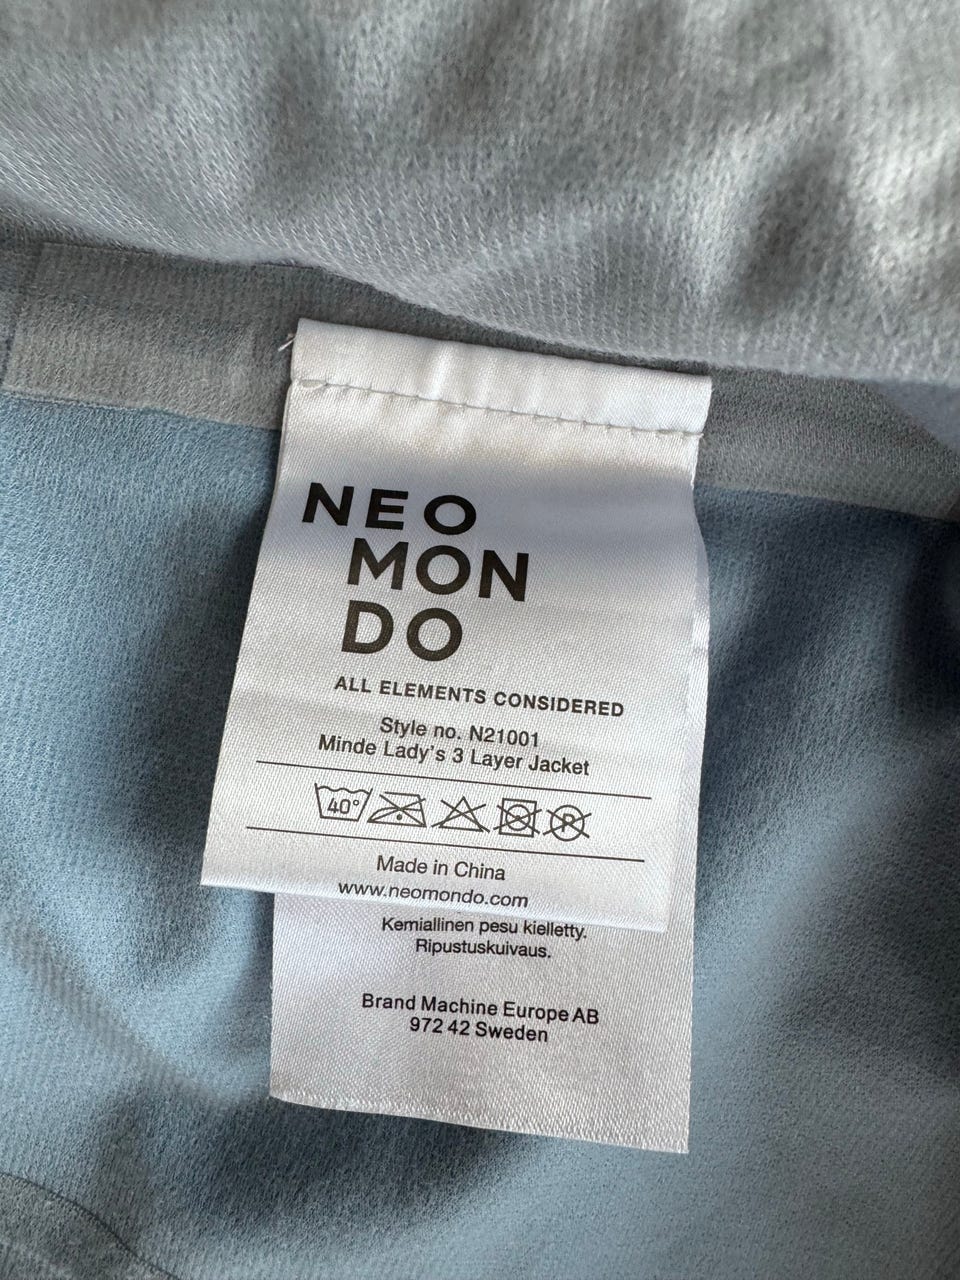 NEO
MON
DO
ALL ELEMENTS CONSIDERED
Style no. N21001
Minde Lady's 3 Layer Jacket
40° P
Made in China
www.neomondo.com
Kemiallinen pesu kielletty.
Ripustuskuivaus.
Brand Machine Europe AB
972 42 Sweden